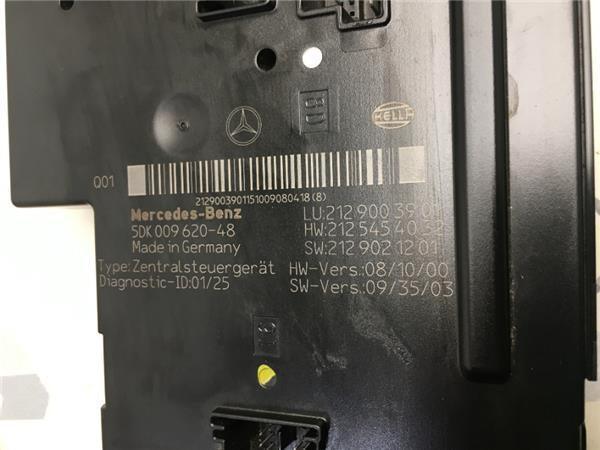 GD
HELLA
Q01
2129003901151009080418 (8)
Mercedes-Benz
5DK 009 620-48
Made in Germany
Type:Zentralsteuergerät
Diagnostic-ID:01/25
LU:212 900 39 01
HW:212 545 40 32
SW:212 902 12 01
HW-Vers.:08/10/00
SW-Vers.:09/35/03